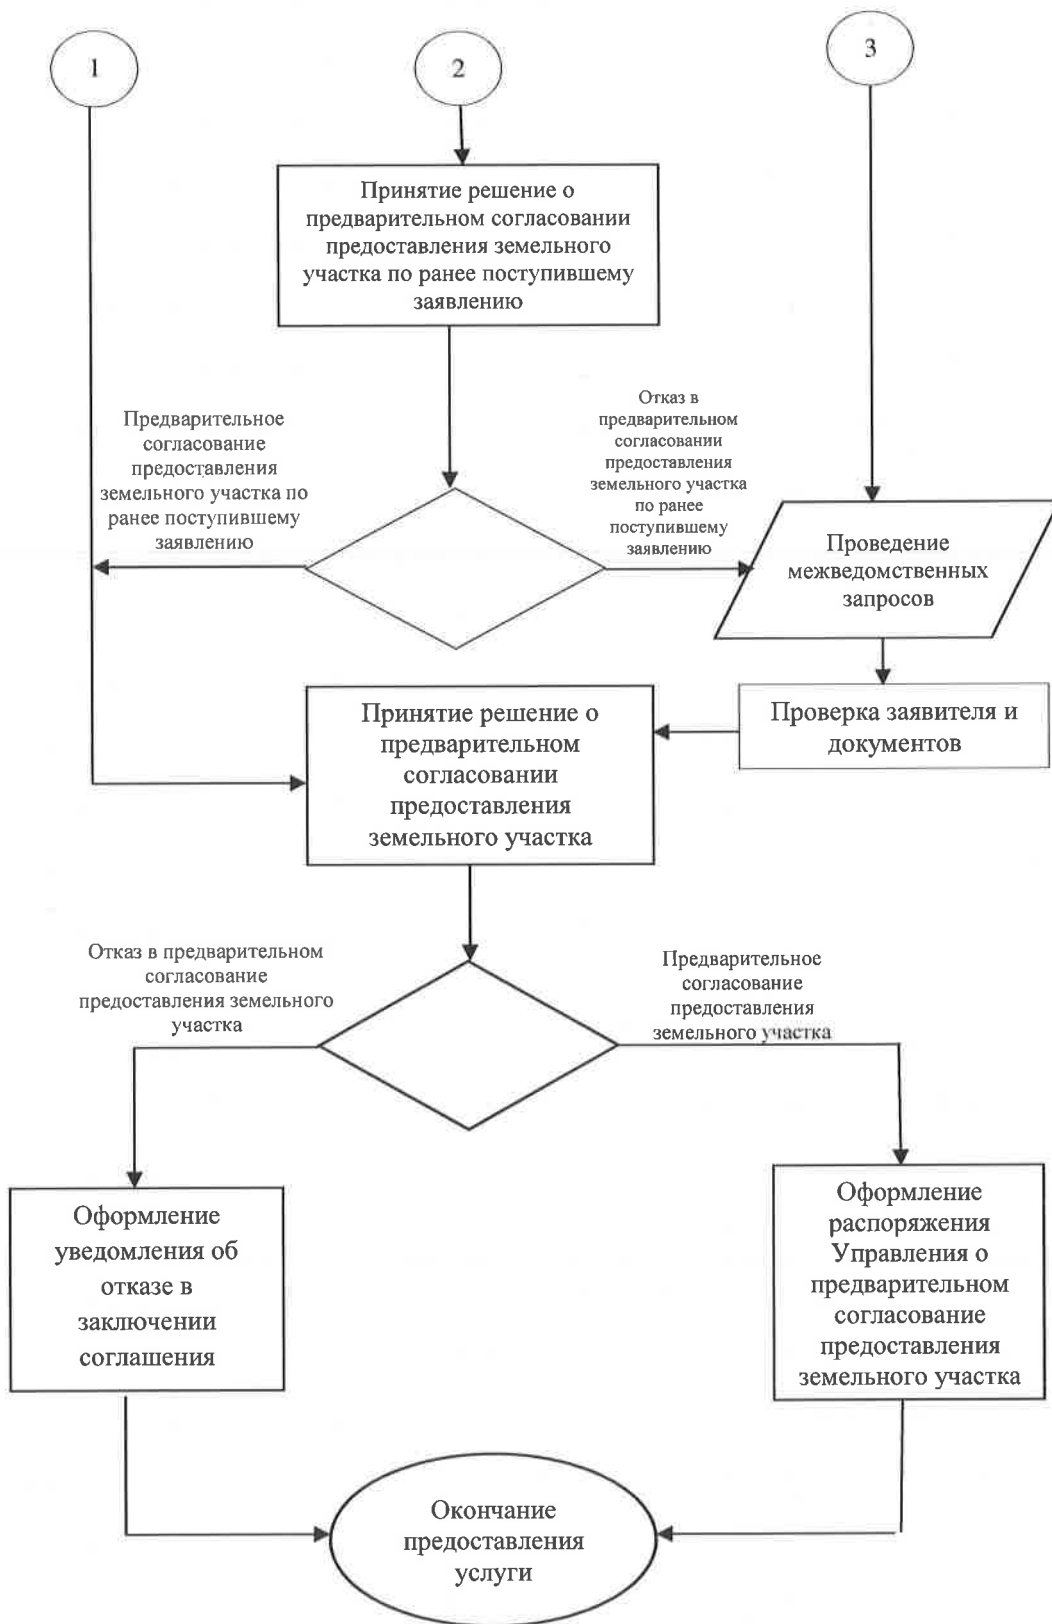 1
2
3
Принятие решение о
предварительном согласовании
предоставления земельного
участка по ранее поступившему
заявлению
Предварительное
согласование
предоставления
земельного участка по
ранее поступившему
заявлению
Отказ в
предварительном
согласовании
предоставления
земельного участка
по ранее
поступившему
заявлению
Проведение
межведомственных
запросов
Принятие решение о
предварительном
согласовании
предоставления
земельного участка
Проверка заявителя и
документов
Отказ в предварительном
согласование
предоставления земельного
участка
Предварительное
согласование
предоставления
земельного участка
Оформление
уведомления об
отказе в
заключении
соглашения
Оформление
распоряжения
Управления о
предварительном
согласование
предоставления
земельного участка
Окончание
предоставления
услуги